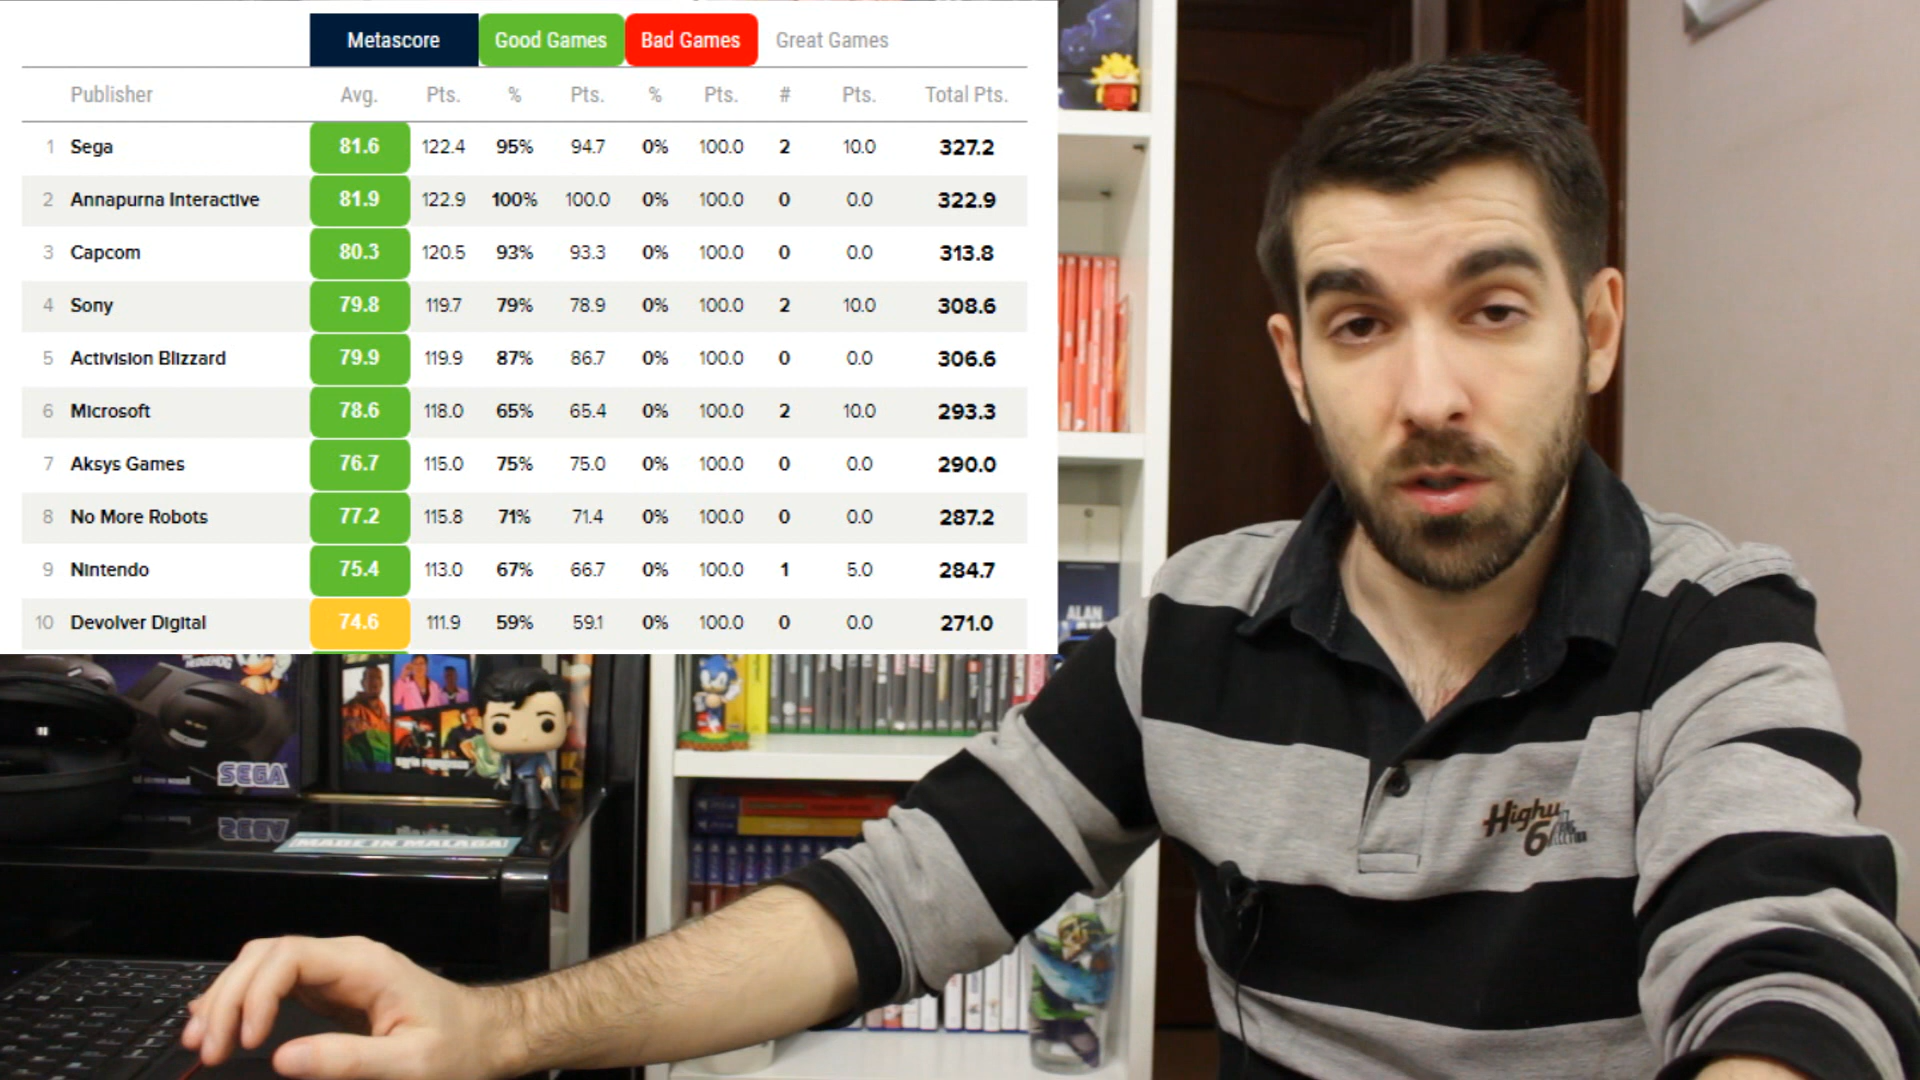 Metascore Good Games Bad Games Great Games
Publisher Avg. Pts. % Pts. % Pts. # Pts. Total Pts.
1 Sega 81.6 122.4 95% 94.7 0% 100.0 2 10.0 327.2
2 Annapurna Interactive 81.9 122.9 100% 100.0 0% 100.0 0 0.0 322.9
3 Capcom 80.3 120.5 93% 93.3 0% 100.0 0 0.0 313.8
4 Sony 79.8 119.7 79% 78.9 0% 100.0 2 10.0 308.6
5 Activision Blizzard 79.9 119.9 87% 86.7 0% 100.0 0 0.0 306.6
6 Microsoft 78.6 118.0 65% 65.4 0% 100.0 2 10.0 293.3
7 Aksys Games 76.7 115.0 75% 75.0 0% 100.0 0 0.0 290.0
8 No More Robots 77.2 115.8 71% 71.4 0% 100.0 0 0.0 287.2
9 Nintendo 75.4 113.0 67% 66.7 0% 100.0 1 5.0 284.7
10 Devolver Digital 74.6 111.9 59% 59.1 0% 100.0 0 0.0 271.0
ALAN
HEDGEHOG
SEGA
MADE IN MALAGA
Highu
6